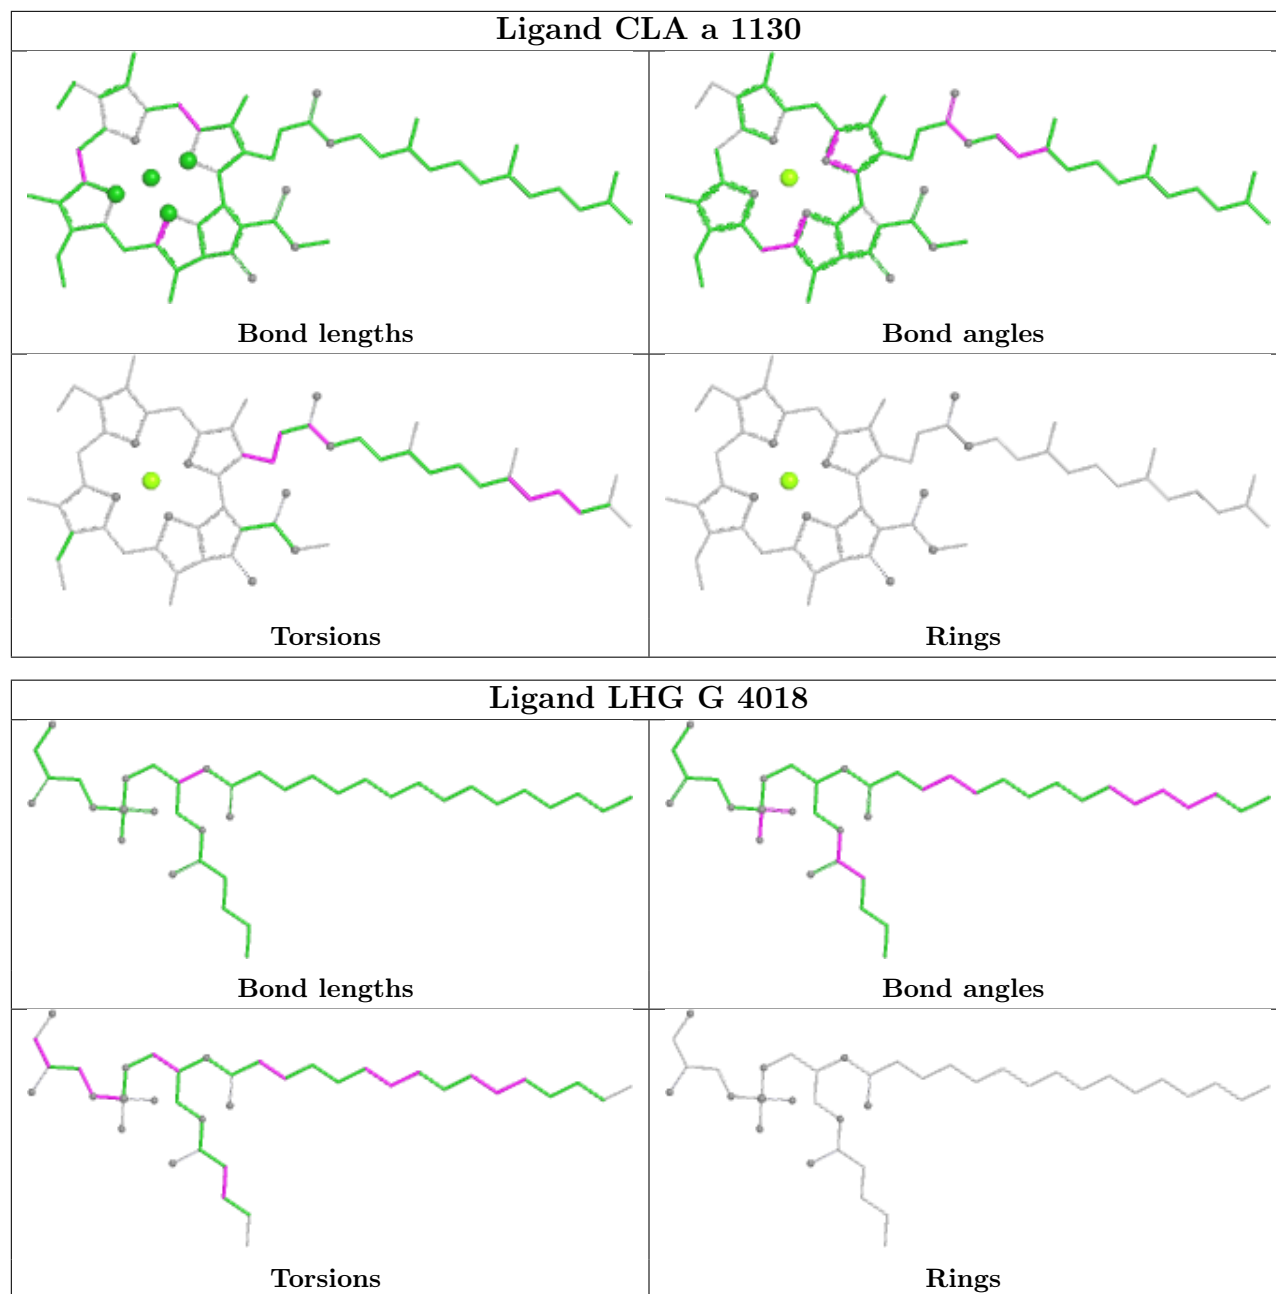 Ligand CLA a 1130
Bond lengths
Bond angles
Torsions
Rings
Ligand LHG G 4018
Bond lengths
Bond angles
Torsions
Rings